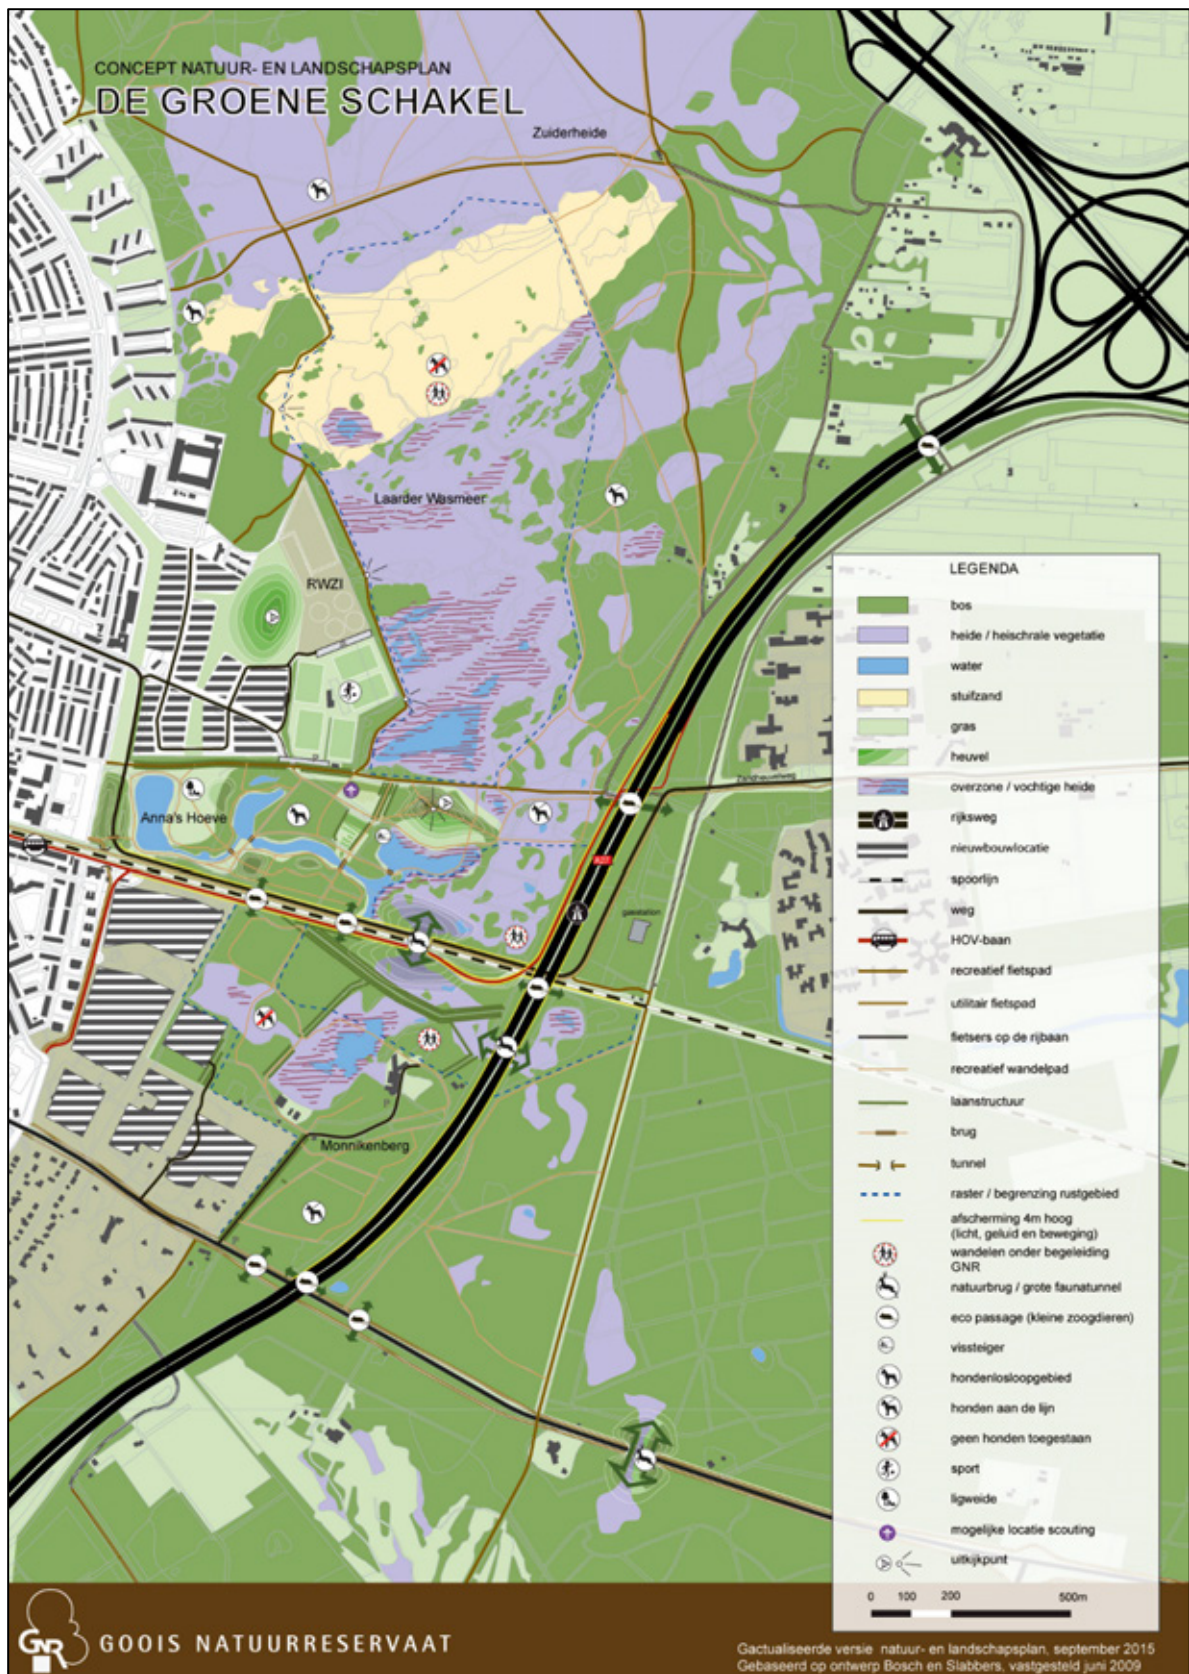 CONCEPT NATUUR- EN LANDSCHAPSPLAN
DE GROENE SCHAKEL
Zuiderheide
Laarder Wasmeer
RWZI
Anna's Hoeve
Zandheuvelweg
A27
gasstation
Monnikenberg
LEGENDA
bos
heide / heischrale vegetatie
water
stuifzand
gras
heuvel
overzone / vochtige heide
rijksweg
nieuwbouwlocatie
spoorlijn
weg
HOV-baan
recreatief fietspad
utilitair fietspad
fietsers op de rijbaan
recreatief wandelpad
laanstructuur
brug
tunnel
raster / begrenzing rustgebied
afscherming 4m hoog
(licht, geluid en beweging)
wandelen onder begeleiding
GNR
natuurbrug / grote faunatunnel
eco passage (kleine zoogdieren)
vissteiger
hondenlosloopgebied
honden aan de lijn
geen honden toegestaan
sport
ligweide
mogelijke locatie scouting
uitkijkpunt
0 100 200 500m
GNR
GOOIS NATUURRESERVAAT
Gactualiseerde versie natuur- en landschapsplan, september 2015
Gebaseerd op ontwerp Bosch en Slabbers, vastgesteld juni 2009